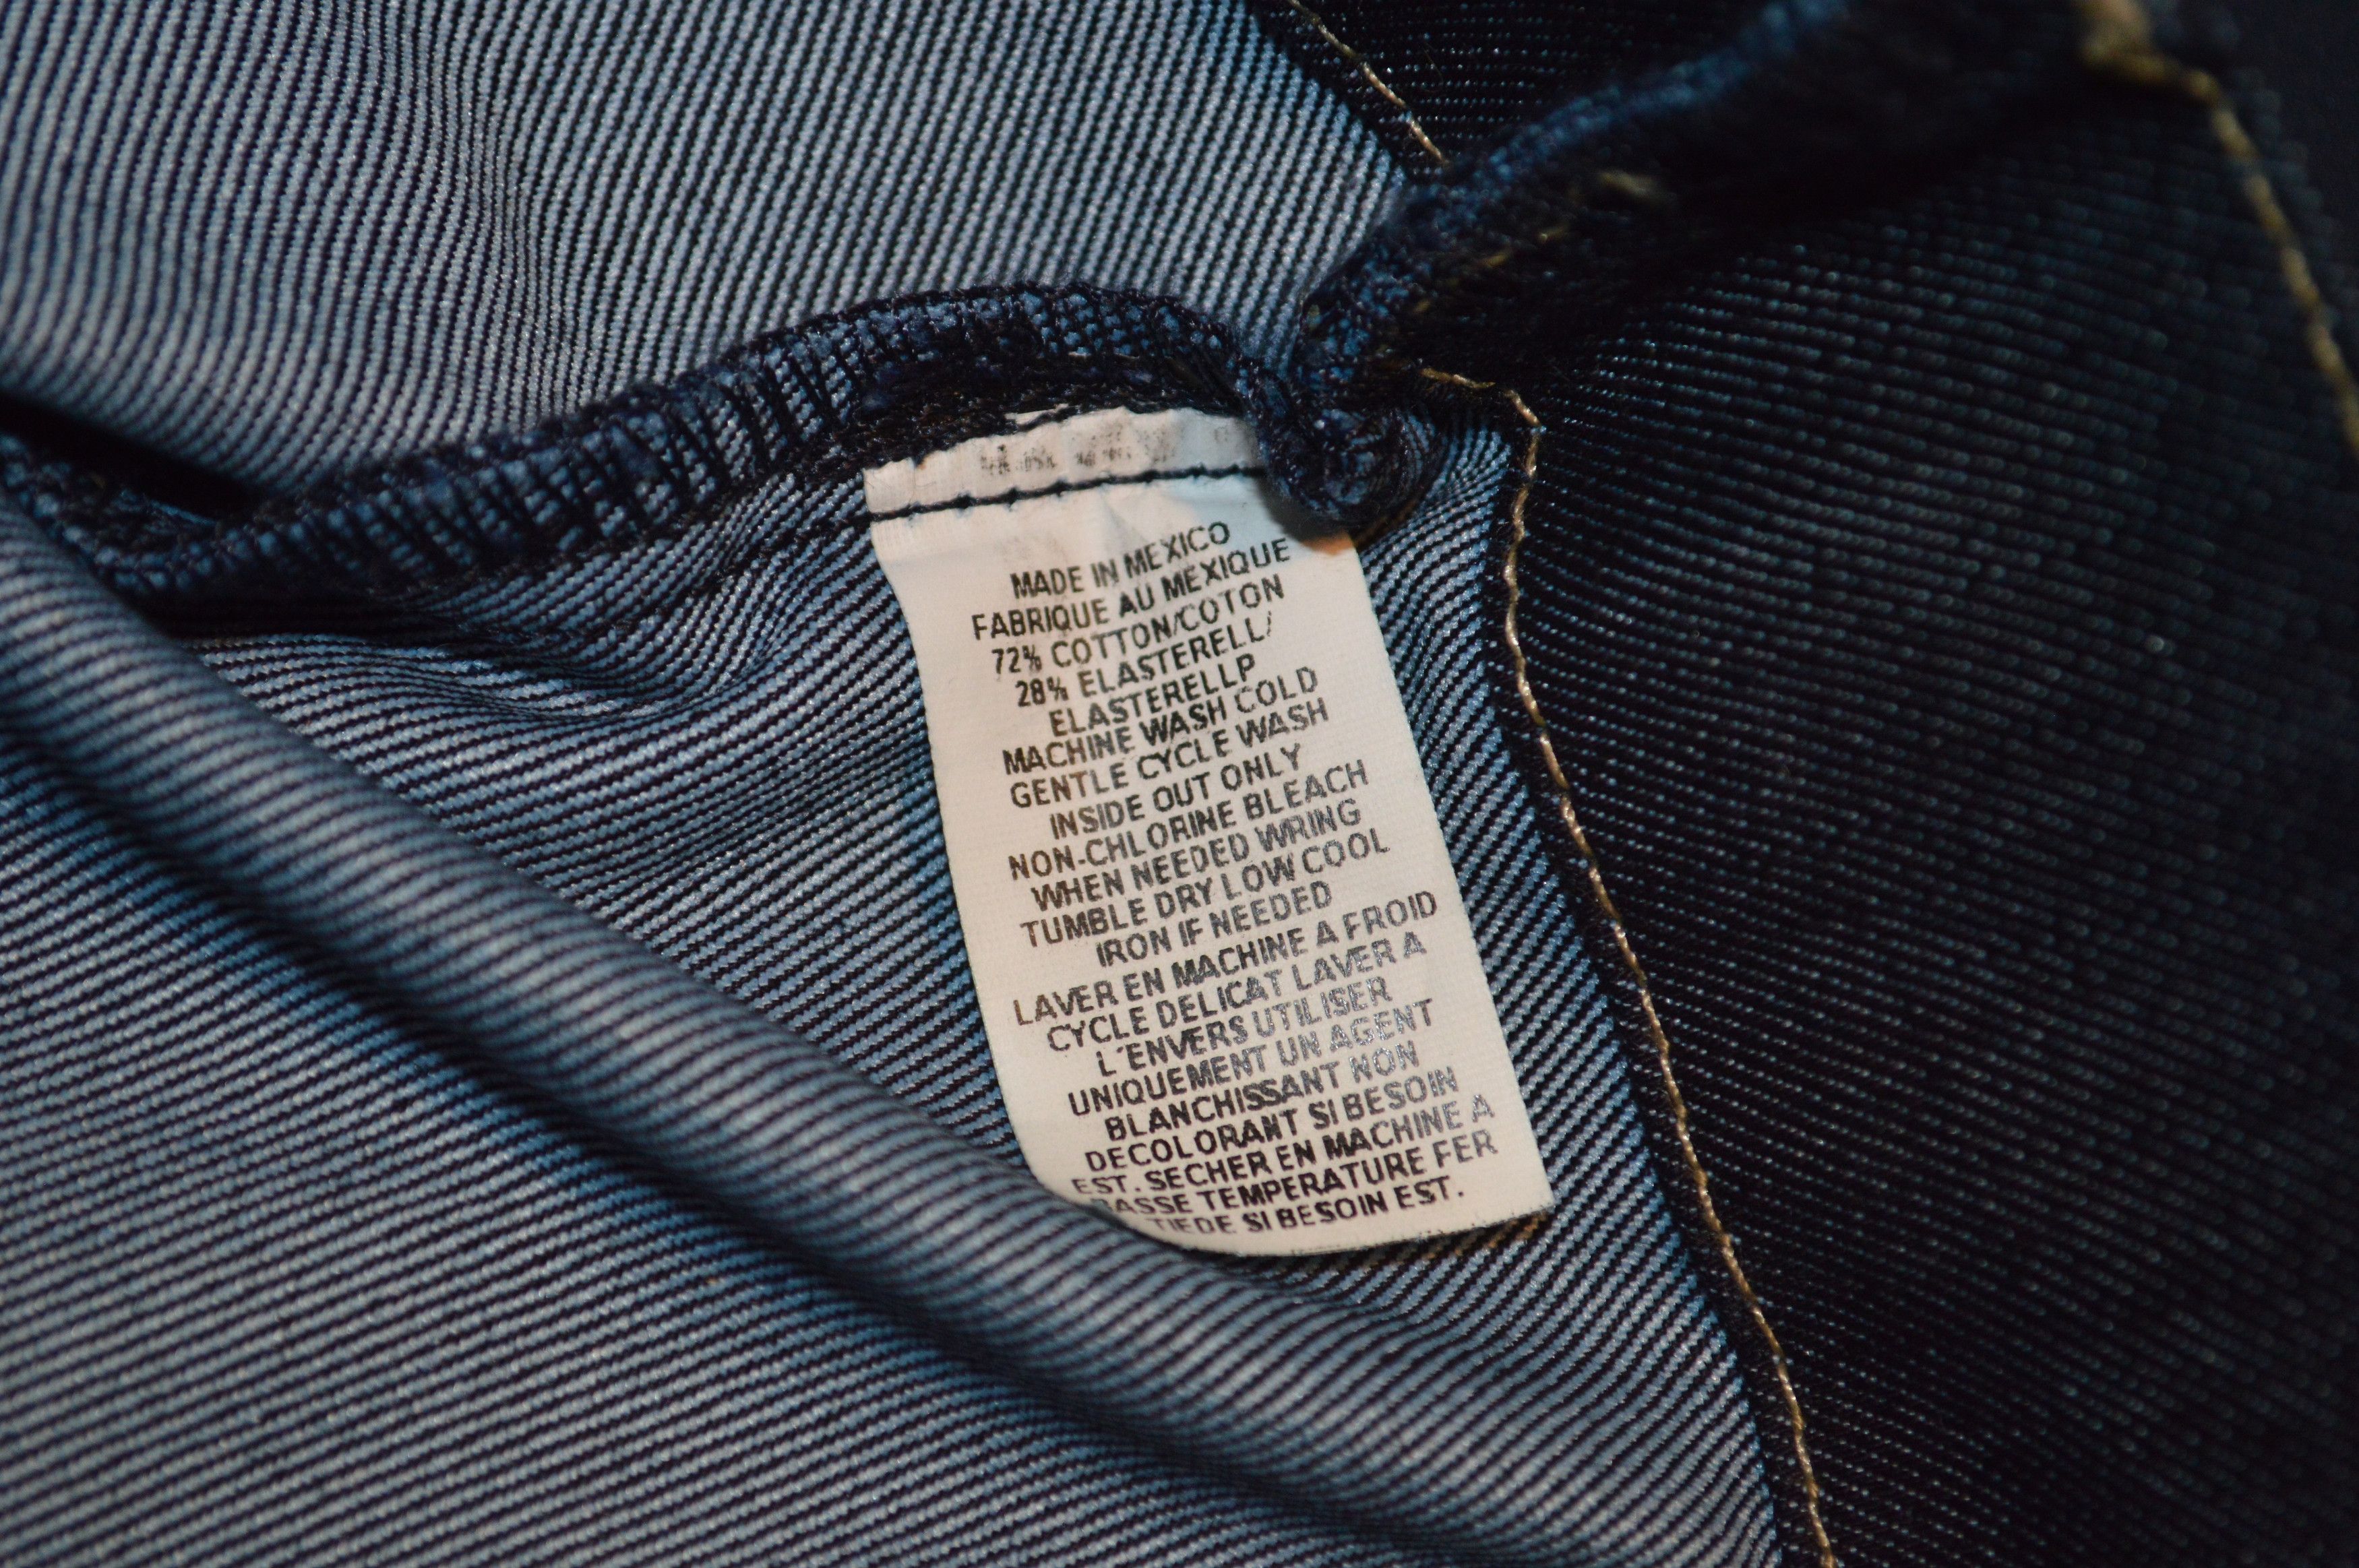 MADE IN MEXICO
FABRIQUE AU MEXIQUE
72% COTTON/COTON
28% ELASTERELL/
ELASTERELLP
MACHINE WASH COLD
GENTLE CYCLE WASH
INSIDE OUT ONLY
NON-CHLORINE BLEACH
WHEN NEEDED WRING
TUMBLE DRY LOW COOL
IRON IF NEEDED
LAVER EN MACHINE A FROID
CYCLE DELICAT LAVER A
L'ENVERS UTILISER
UNIQUEMENT UN AGENT
BLANCHISSANT NON
DECOLORANT SI BESOIN
EST. SECHER EN MACHINE A
BASSE TEMPERATURE FER
TIEDE SI BESOIN EST.